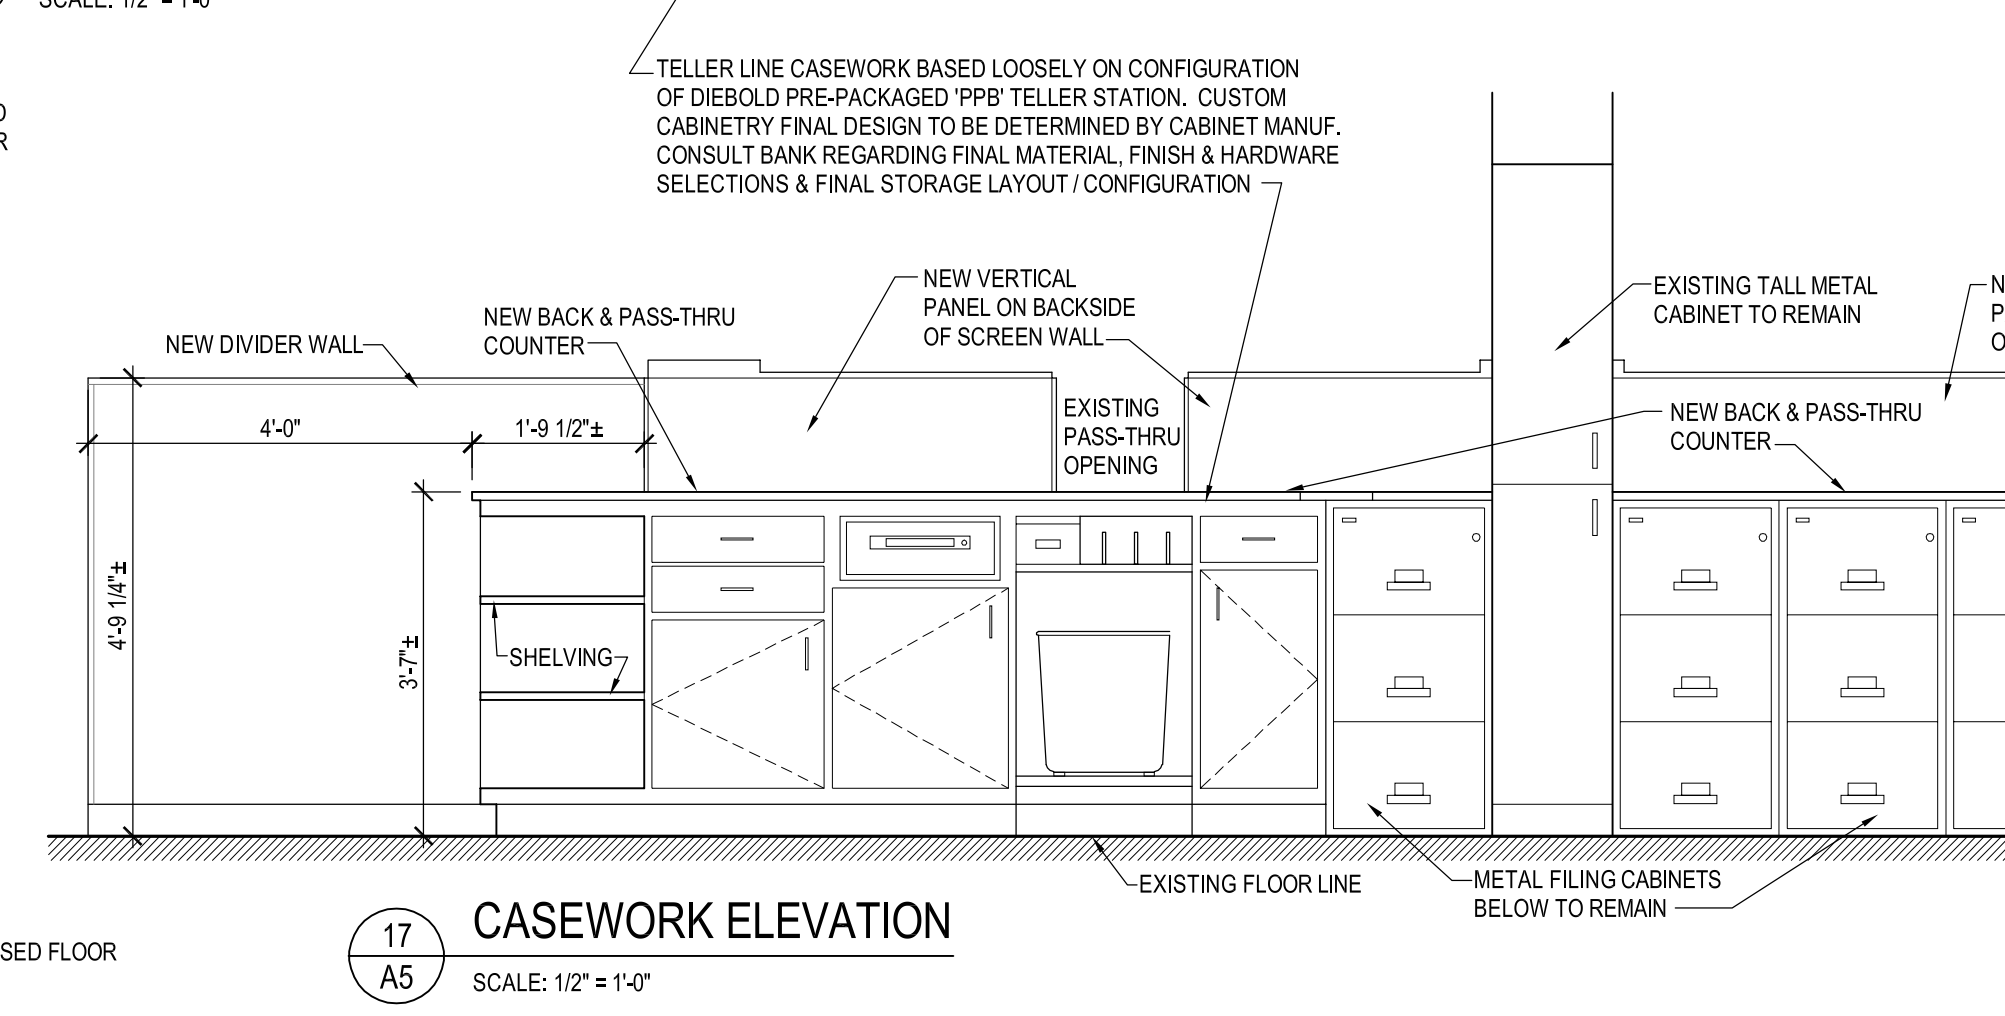 SCALE: 1/2" = 1'-0"
TELLER LINE CASEWORK BASED LOOSELY ON CONFIGURATION
OF DIEBOLD PRE-PACKAGED 'PPB' TELLER STATION. CUSTOM
CABINETRY FINAL DESIGN TO BE DETERMINED BY CABINET MANUF.
CONSULT BANK REGARDING FINAL MATERIAL, FINISH & HARDWARE
SELECTIONS & FINAL STORAGE LAYOUT / CONFIGURATION
R
NEW DIVIDER WALL
NEW BACK & PASS-THRU
COUNTER
NEW VERTICAL
PANEL ON BACKSIDE
OF SCREEN WALL
EXISTING TALL METAL
CABINET TO REMAIN
N
P
O
4'-0"
1'-9 1/2"±
EXISTING
PASS-THRU
OPENING
NEW BACK & PASS-THRU
COUNTER
4'-9 1/4"±
3'-7"±
SHELVING
EXISTING FLOOR LINE
METAL FILING CABINETS
BELOW TO REMAIN
17
A5
CASEWORK ELEVATION
SCALE: 1/2" = 1'-0"
SED FLOOR